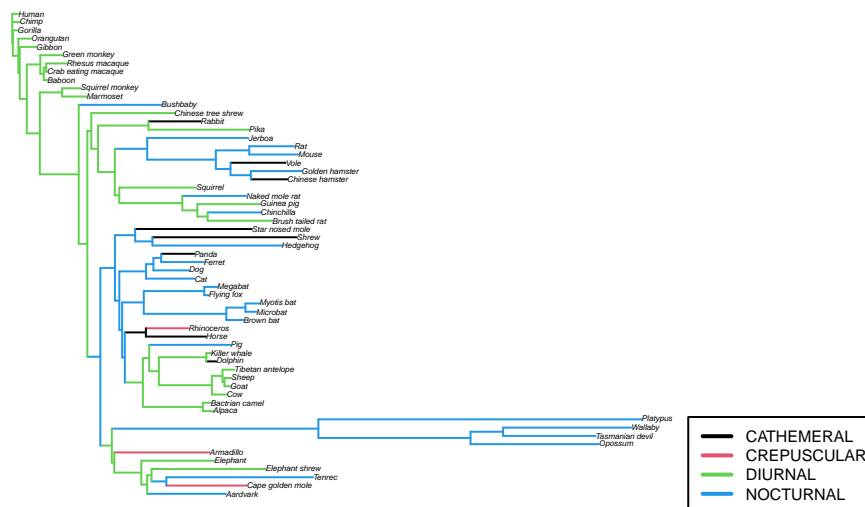 Human
Chimp
Gorilla
Orangutan
Gibbon
Green monkey
Rhesus macaque
Crab eating macaque
Baboon
Squirrel monkey
Marmoset
Bushbaby
Chinese tree shrew
Rabbit
Pika
Jerboa
Rat
Mouse
Vole
Golden hamster
Chinese hamster
Squirrel
Naked mole rat
Guinea pig
Chinchilla
Brush tailed rat
Star nosed mole
Shrew
Hedgehog
Panda
Ferret
Dog
Cat
Megabat
Flying fox
Myotis bat
Microbat
Brown bat
Rhinoceros
Horse
Pig
Killer whale
Dolphin
Tibetan antelope
Sheep
Goat
Cow
Bactrian camel
Alpaca
Platypus
Wallaby
Tasmanian devil
Opossum
Armadillo
Elephant
Elephant shrew
Tenrec
Cape golden mole
Aardvark
CATHEMERAL
CREPUSCULAR
DIURNAL
NOCTURNAL